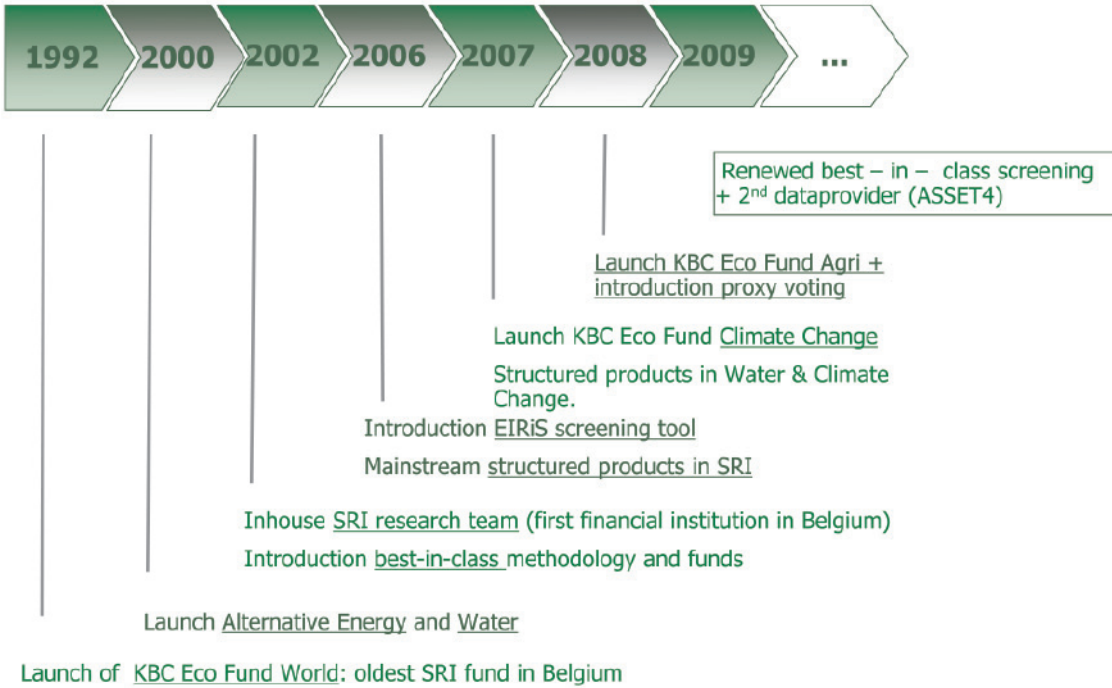 1992 2000 2002 2006 2007 2008 2009 ...
Renewed best – in – class screening
+ 2nd dataprovider (ASSET4)
Launch KBC Eco Fund Agri +
introduction proxy voting
Launch KBC Eco Fund Climate Change
Structured products in Water & Climate
Change.
Introduction EIRiS screening tool
Mainstream structured products in SRI
Inhouse SRI research team (first financial institution in Belgium)
Introduction best-in-class methodology and funds
Launch Alternative Energy and Water
Launch of KBC Eco Fund World: oldest SRI fund in Belgium